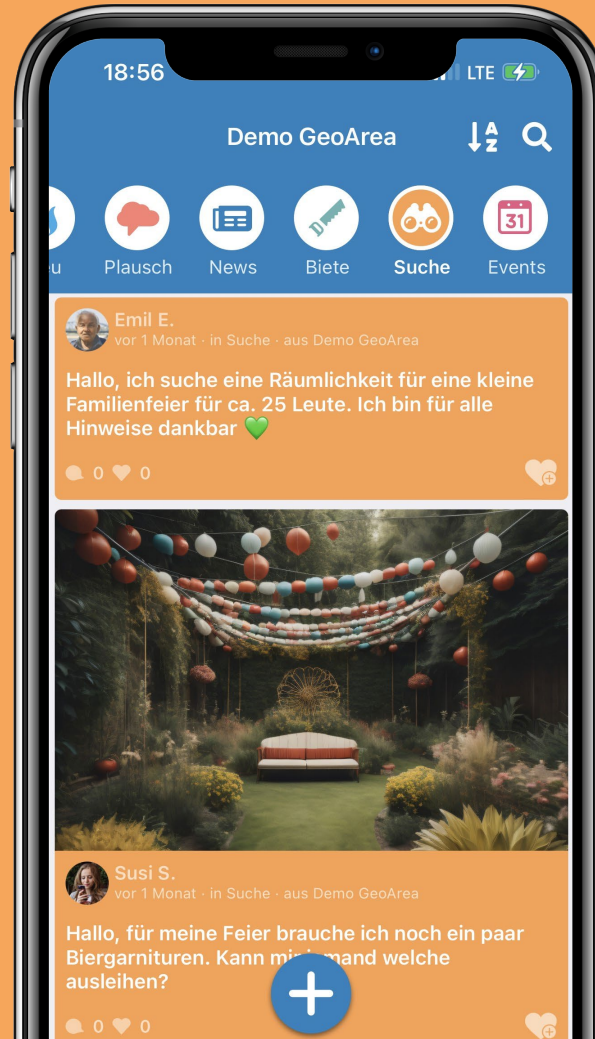 18:56
LTE
Demo GeoArea
A
Z
31
Plausch
News
Biete
Suche
Events
Emil E.
vor 1 Monat · in Suche · aus Demo GeoArea
Hallo, ich suche eine Räumlichkeit für eine kleine
Familienfeier für ca. 25 Leute. Ich bin für alle
Hinweise dankbar 💚
0
0
Susi S.
vor 1 Monat · in Suche · aus Demo GeoArea
Hallo, für meine Feier brauche ich noch ein paar
Biergarnituren. Kann welche
ausleihen?
0
0